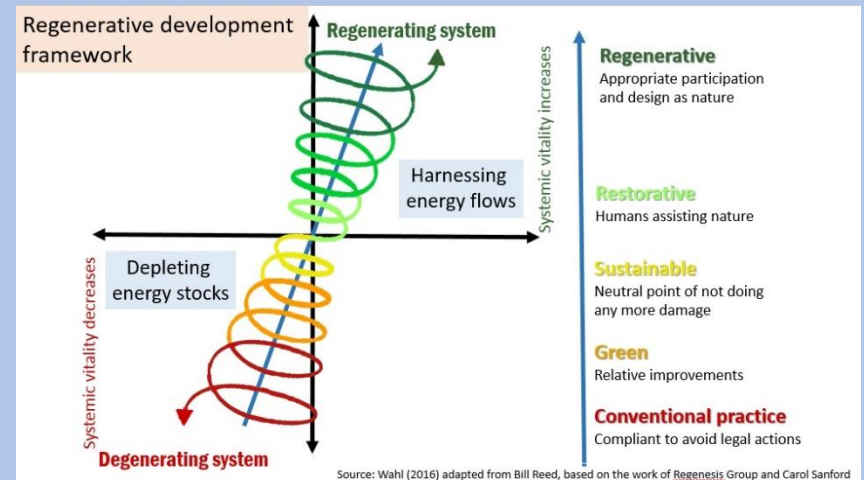 Regenerative development
framework
Regenerating system
Systemic vitality increases
Harnessing
energy flows
Depleting
energy stocks
Systemic vitality decreases
Degenerating system
Regenerative
Appropriate participation
and design as nature
Restorative
Humans assisting nature
Sustainable
Neutral point of not doing
any more damage
Green
Relative improvements
Conventional practice
Compliant to avoid legal actions
Source: Wahl (2016) adapted from Bill Reed, based on the work of Regenesis Group and Carol Sanford